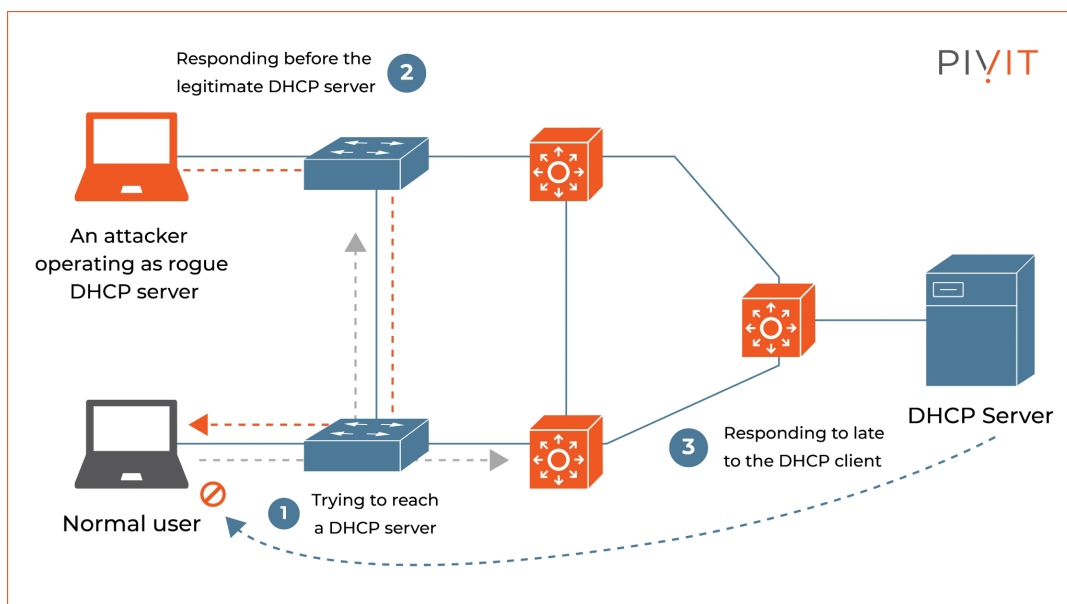 Responding before the
legitimate DHCP server
2
PIVIT
An attacker
operating as rogue
DHCP server
DHCP Server
3
Responding to late
to the DHCP client
1
Trying to reach
a DHCP server
Normal user